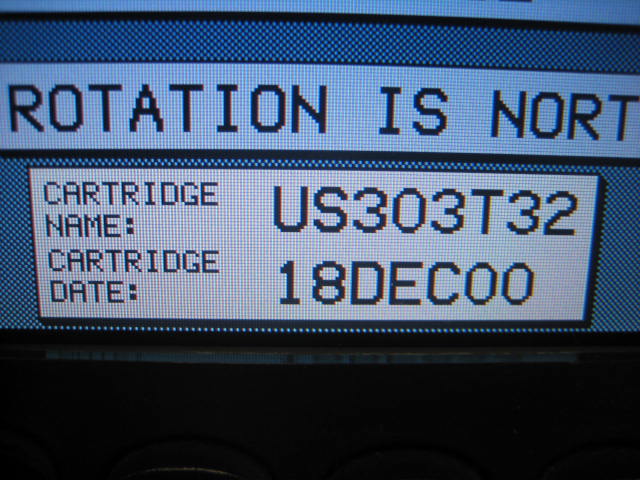 ROTATION IS NORT
CARTRIDGE NAME: US303T32
CARTRIDGE DATE: 18DEC00